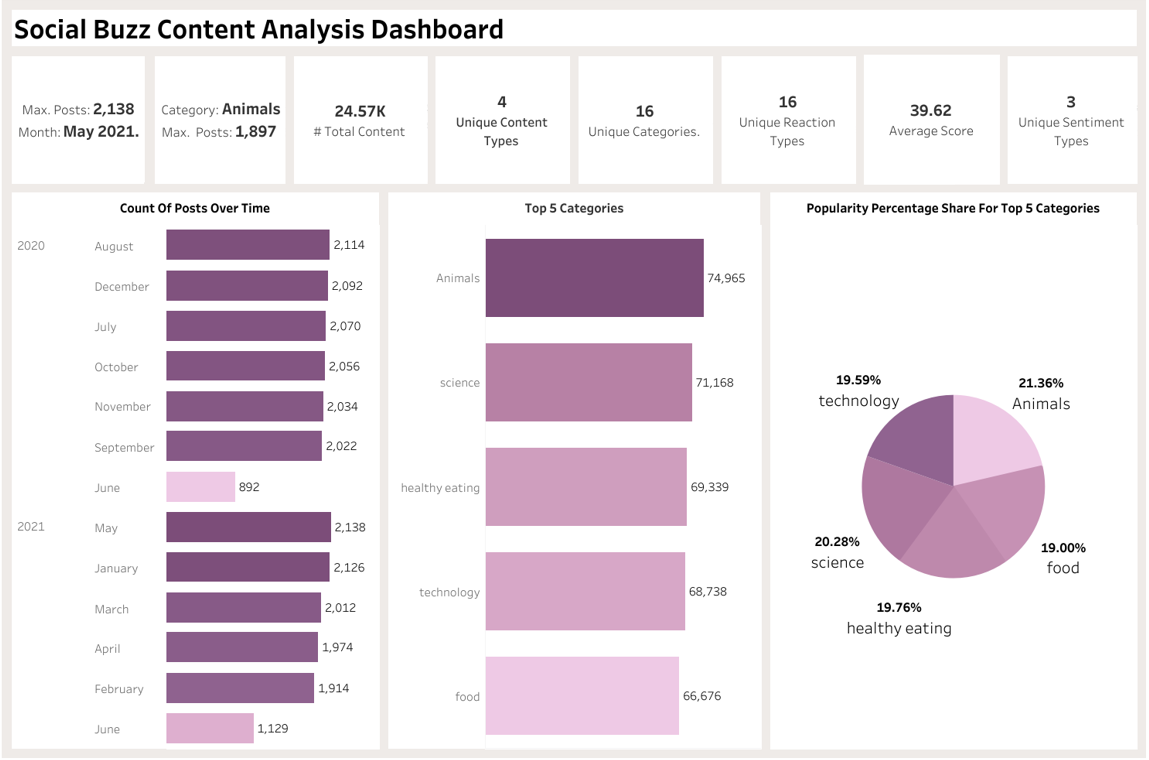 Social Buzz Content Analysis Dashboard
Max. Posts: 2,138
Month: May 2021.
Category: Animals
Max. Posts: 1,897
24.57K
# Total Content
4
Unique Content
Types
16
Unique Categories.
16
Unique Reaction
Types
39.62
Average Score
3
Unique Sentiment
Types
Count Of Posts Over Time
2020
August 2,114
December 2,092
July 2,070
October 2,056
November 2,034
September 2,022
June 892
2021
May 2,138
January 2,126
March 2,012
April 1,974
February 1,914
June 1,129
Top 5 Categories
Animals 74,965
science 71,168
healthy eating 69,339
technology 68,738
food 66,676
Popularity Percentage Share For Top 5 Categories
19.59%
technology
21.36%
Animals
20.28%
science
19.00%
food
19.76%
healthy eating